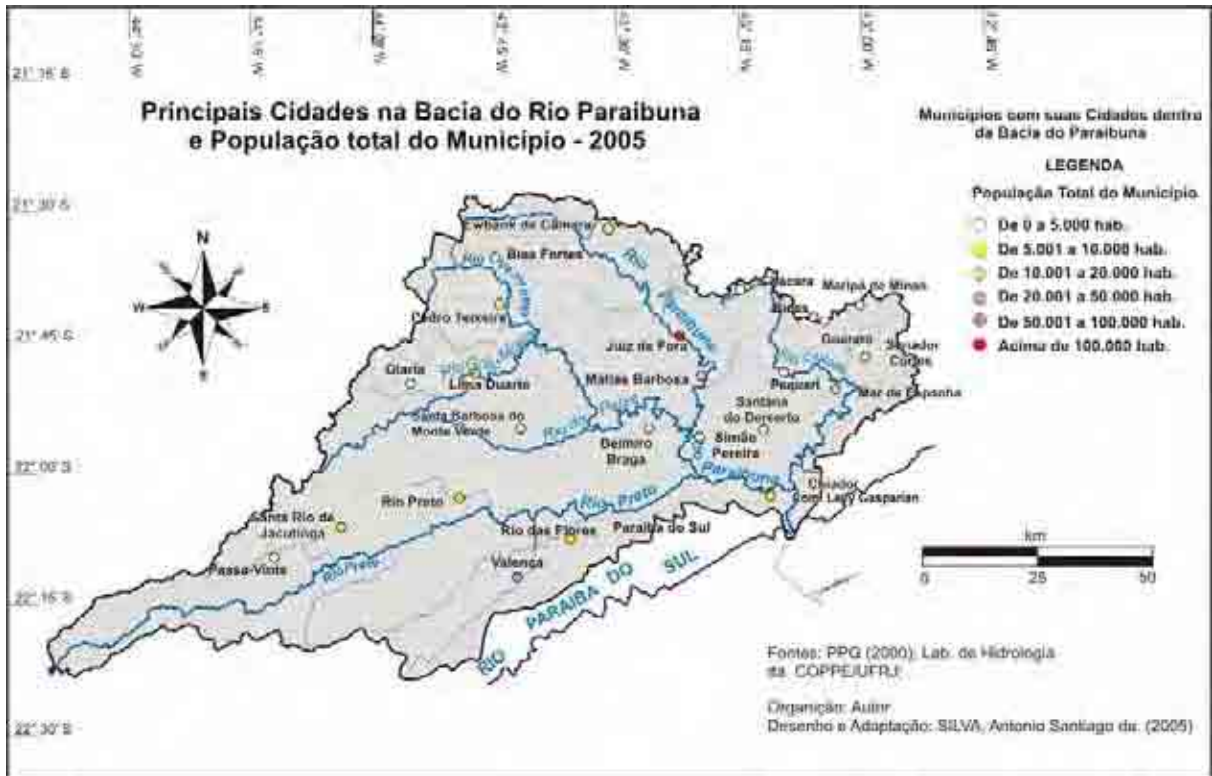 Principais Cidades na Bacia do Rio Paraibuna
e População total do Município - 2005
Municípios com suas Cidades dentro
da Bacia do Paraibuna
LEGENDA
População Total do Município
De 0 a 5.000 hab.
De 5.001 a 10.000 hab.
De 10.001 a 20.000 hab.
De 20.001 a 50.000 hab.
De 50.001 a 100.000 hab.
Acima de 100.000 hab.
21° 15' S
21° 30' S
21° 45' S
22° 00' S
22° 15' S
22° 30' S
N
W
S
Ewbank de Câmara
Bias Fortes
Rio
Maripá de Minas
Pedro Teixeira
Juiz de Fora
Guarará
Senador
Cortes
Olaria
Lima Duarte
Matias Barbosa
Pequeri
Mar de Espanha
Santana
do Deserto
Santa Barbosa do
Monte Verde
Belmiro
Braga
Simão
Pereira
Paraibuna
Chiador
Com. Levy Gasparian
Rio Preto
Rio Preto
Santa Rio de
Jacutinga
Rio das Flores
Paraíba do Sul
Passa-Vinte
Rio Preto
Valença
RIO PARAIBA DO SUL
km
0 25 50
Fontes: PPG (2000); Lab. de Hidrologia
da COPPE/UFRJ;
Organição: Autor
Desenho e Adaptação: SILVA, Antonio Santiago da. (2005)